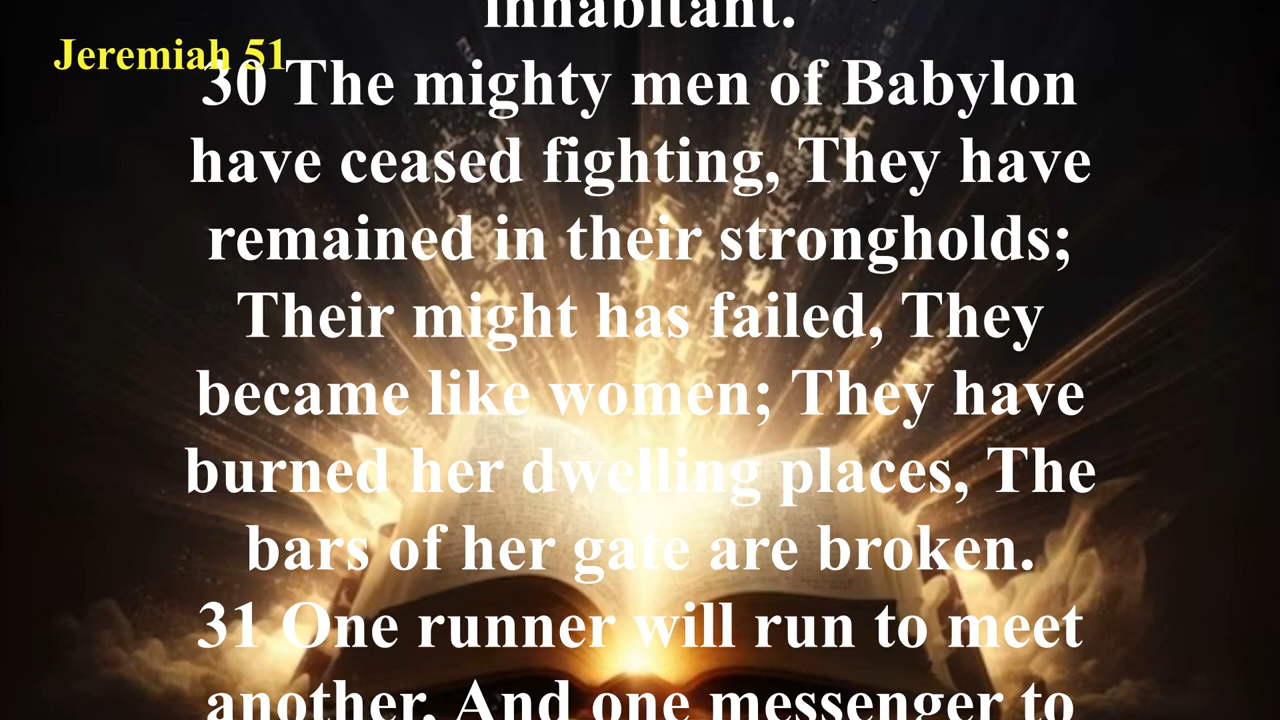 inhabitant.
Jeremiah 51
30 The mighty men of Babylon
have ceased fighting, They have
remained in their strongholds;
Their might has failed, They
became like women; They have
burned her dwelling places, The
bars of her gate are broken.
31 One runner will run to meet
another, And one messenger to